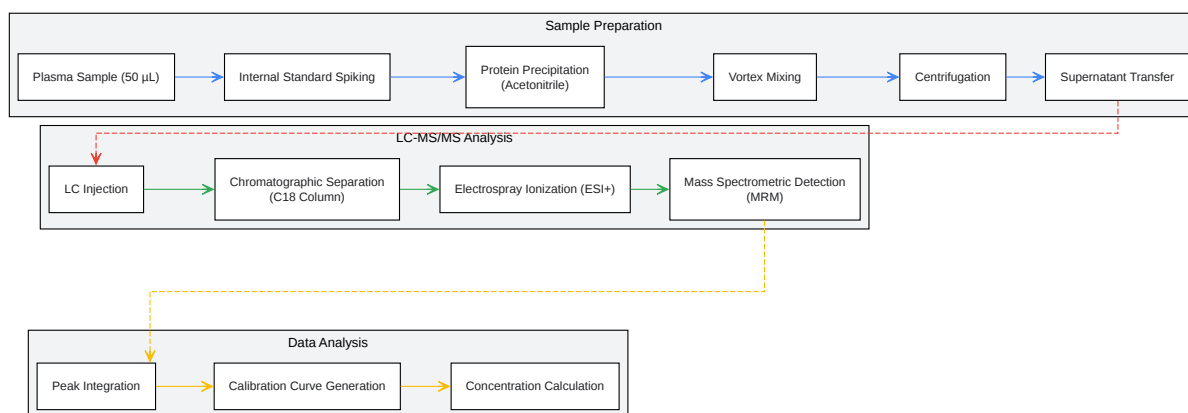 Sample Preparation
Plasma Sample (50 µL)
Internal Standard Spiking
Protein Precipitation
(Acetonitrile)
Vortex Mixing
Centrifugation
Supernatant Transfer
LC-MS/MS Analysis
LC Injection
Chromatographic Separation
(C18 Column)
Electrospray Ionization (ESI+)
Mass Spectrometric Detection
(MRM)
Data Analysis
Peak Integration
Calibration Curve Generation
Concentration Calculation